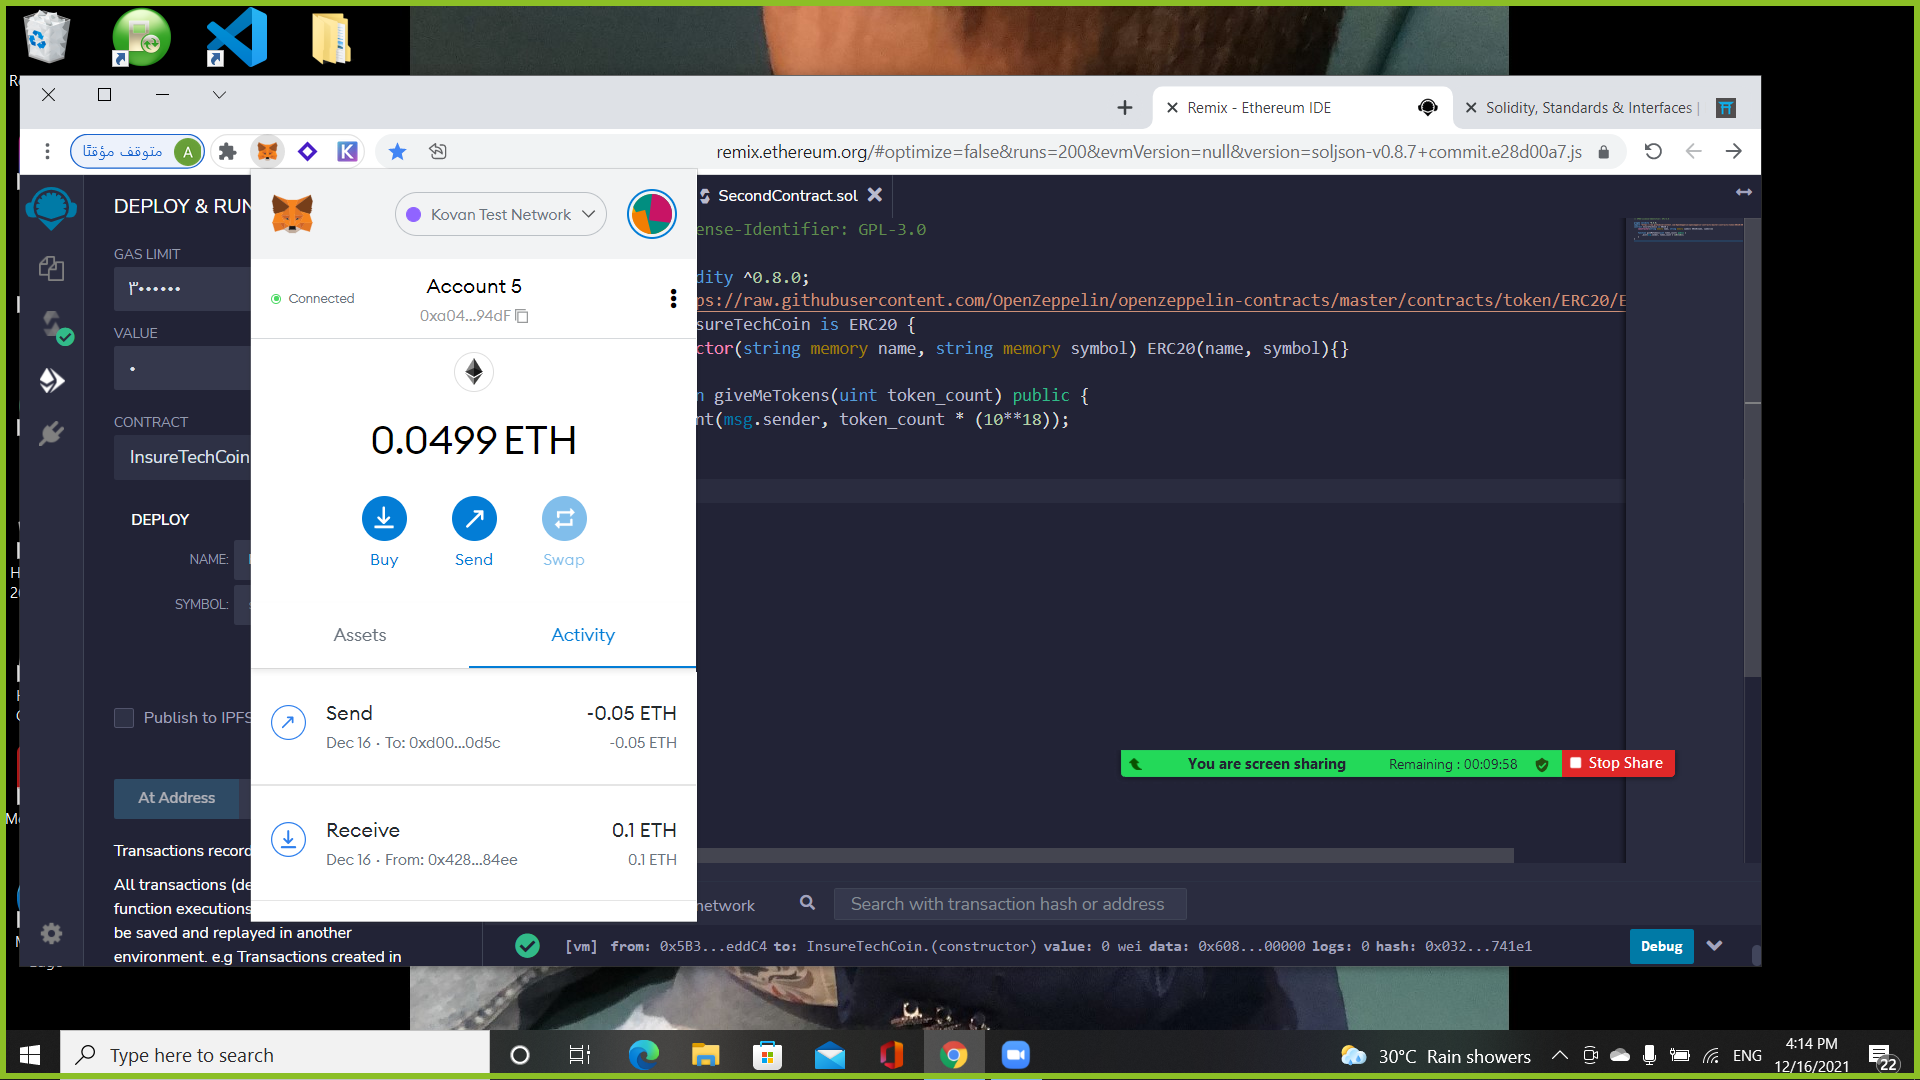 Remix - Ethereum IDE
Solidity, Standards & Interfaces |
متوقف مؤقتًا
A
K
remix.ethereum.org/#optimize=false&runs=200&evmVersion=null&version=soljson-v0.8.7+commit.e28d00a7.js
DEPLOY & RUN
GAS LIMIT
٣٠٠٠٠٠٠
VALUE
٠
CONTRACT
InsureTechCoin
DEPLOY
NAME:
SYMBOL:
Publish to IPFS
At Address
Transactions record
All transactions (de
function executions
be saved and replayed in another
environment. e.g Transactions created in
Kovan Test Network
Connected
Account 5
0xa04...94dF
0.0499 ETH
Buy
Send
Swap
Assets
Activity
Send
-0.05 ETH
Dec 16 · To: 0xd00...0d5c
-0.05 ETH
Receive
0.1 ETH
Dec 16 · From: 0x428...84ee
0.1 ETH
SecondContract.sol
ense-Identifier: GPL-3.0
dity ^0.8.0;
ps://raw.githubusercontent.com/OpenZeppelin/openzeppelin-contracts/master/contracts/token/ERC20/E
sureTechCoin is ERC20 {
ctor(string memory name, string memory symbol) ERC20(name, symbol){}
n giveMeTokens(uint token_count) public {
nt(msg.sender, token_count * (10**18));
You are screen sharing
Remaining : 00:09:58
Stop Share
network
Search with transaction hash or address
[vm] from: 0x5B3...eddC4 to: InsureTechCoin.(constructor) value: 0 wei data: 0x608...00000 logs: 0 hash: 0x032...741e1
Debug
Type here to search
30°C Rain showers
ENG
4:14 PM
12/16/2021
22